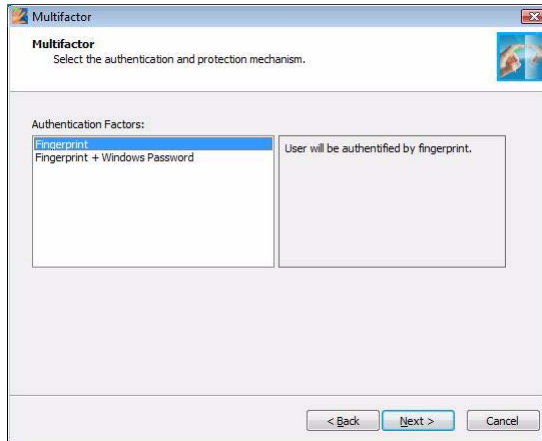 Multifactor
Multifactor
Select the authentication and protection mechanism.
Authentication Factors:
Fingerprint
Fingerprint + Windows Password
User will be authentified by fingerprint.
< Back
Next >
Cancel